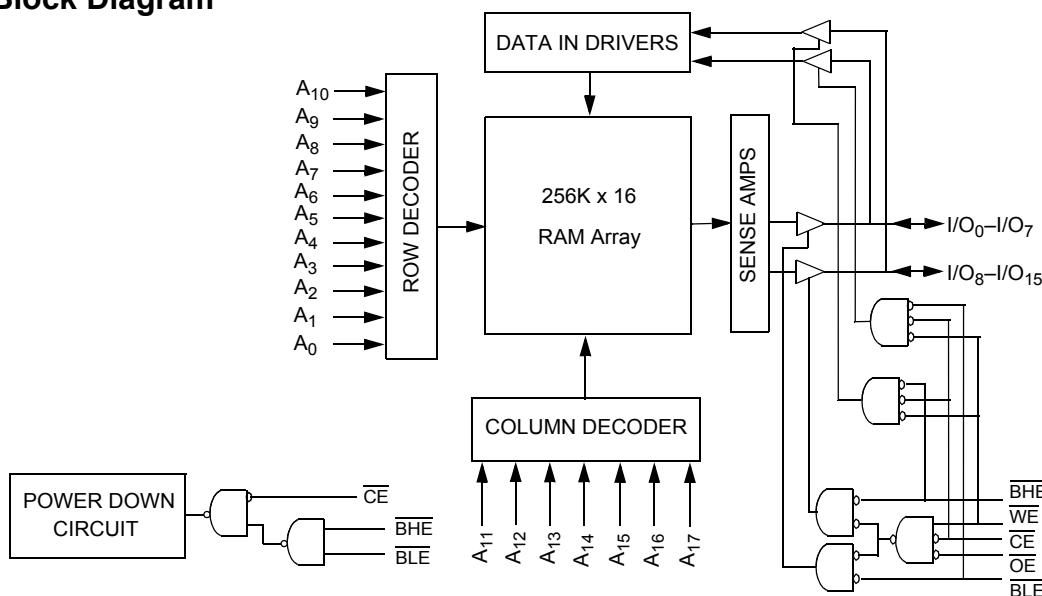 Block Diagram
DATA IN DRIVERS
A10
A9
A8
A7
A6
A5
A4
A3
A2
A1
A0
ROW DECODER
256K x 16
RAM Array
SENSE AMPS
I/O0–I/O7
I/O8–I/O15
COLUMN DECODER
A11
A12
A13
A14
A15
A16
A17
POWER DOWN
CIRCUIT
CE
BHE
BLE
BHE
WE
CE
OE
BLE